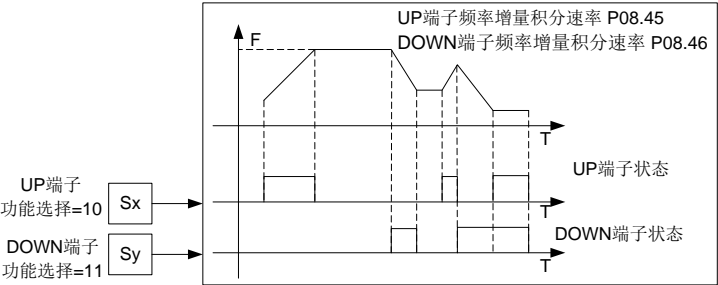 UP端子频率增量积分速率 P08.45
DOWN端子频率增量积分速率 P08.46
F
T
UP端子状态
T
DOWN端子状态
T
UP端子
功能选择=10
Sx
DOWN端子
功能选择=11
Sy